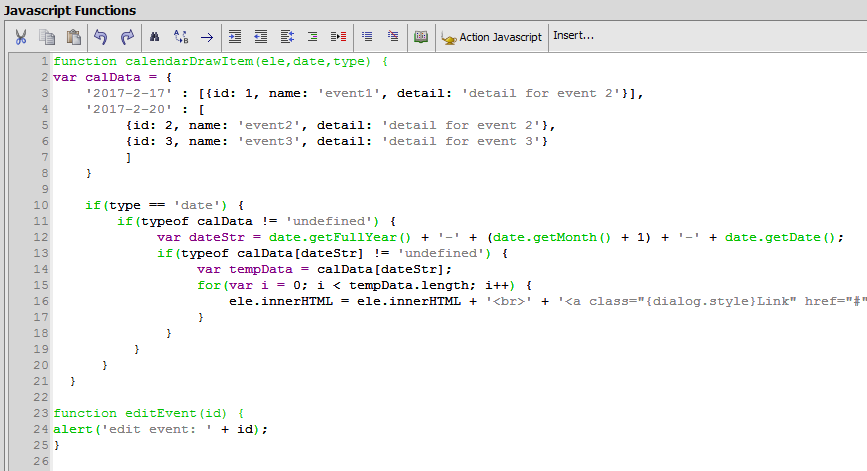 Javascript Functions
Action Javascript Insert...
1 function calendarDrawItem(ele,date,type) {
2 var calData = {
3 '2017-2-17' : [{id: 1, name: 'event1', detail: 'detail for event 2'}],
4 '2017-2-20' : [
5 {id: 2, name: 'event2', detail: 'detail for event 2'},
6 {id: 3, name: 'event3', detail: 'detail for event 3'}
7 ]
8 }
9
10 if(type == 'date') {
11 if(typeof calData != 'undefined') {
12 var dateStr = date.getFullYear() + '-' + (date.getMonth() + 1) + '-' + date.getDate();
13 if(typeof calData[dateStr] != 'undefined') {
14 var tempData = calData[dateStr];
15 for(var i = 0; i < tempData.length; i++) {
16 ele.innerHTML = ele.innerHTML + '<br>' + '<a class="{dialog.style}Link" href="#"
17 }
18 }
19 }
20 }
21 }
22
23 function editEvent(id) {
24 alert('edit event: ' + id);
25 }
26